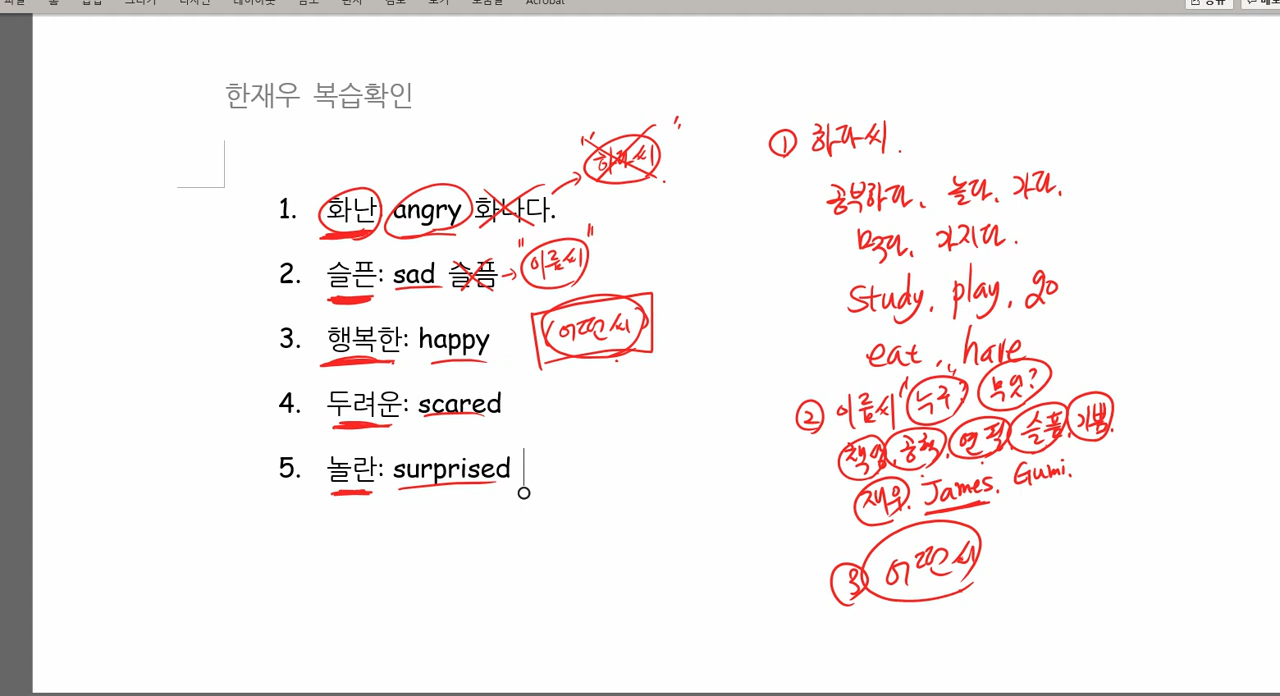 Acrobat
공유
한재우 복습확인
1. 화난 angry 화나다.
"하다씨".
2. 슬픈: sad 슬픔
"이름씨"
3. 행복한: happy
어떤씨
4. 두려운: scared
5. 놀란: surprised
① 하다씨.
공부하다, 놀다, 가다,
먹다, 가지다.
study, play, go
eat, have
② 이름씨 "누구? 무엇?
공책, 연필, 슬픔, 기쁨.
재우, James, Gumi.
③ 어떤씨